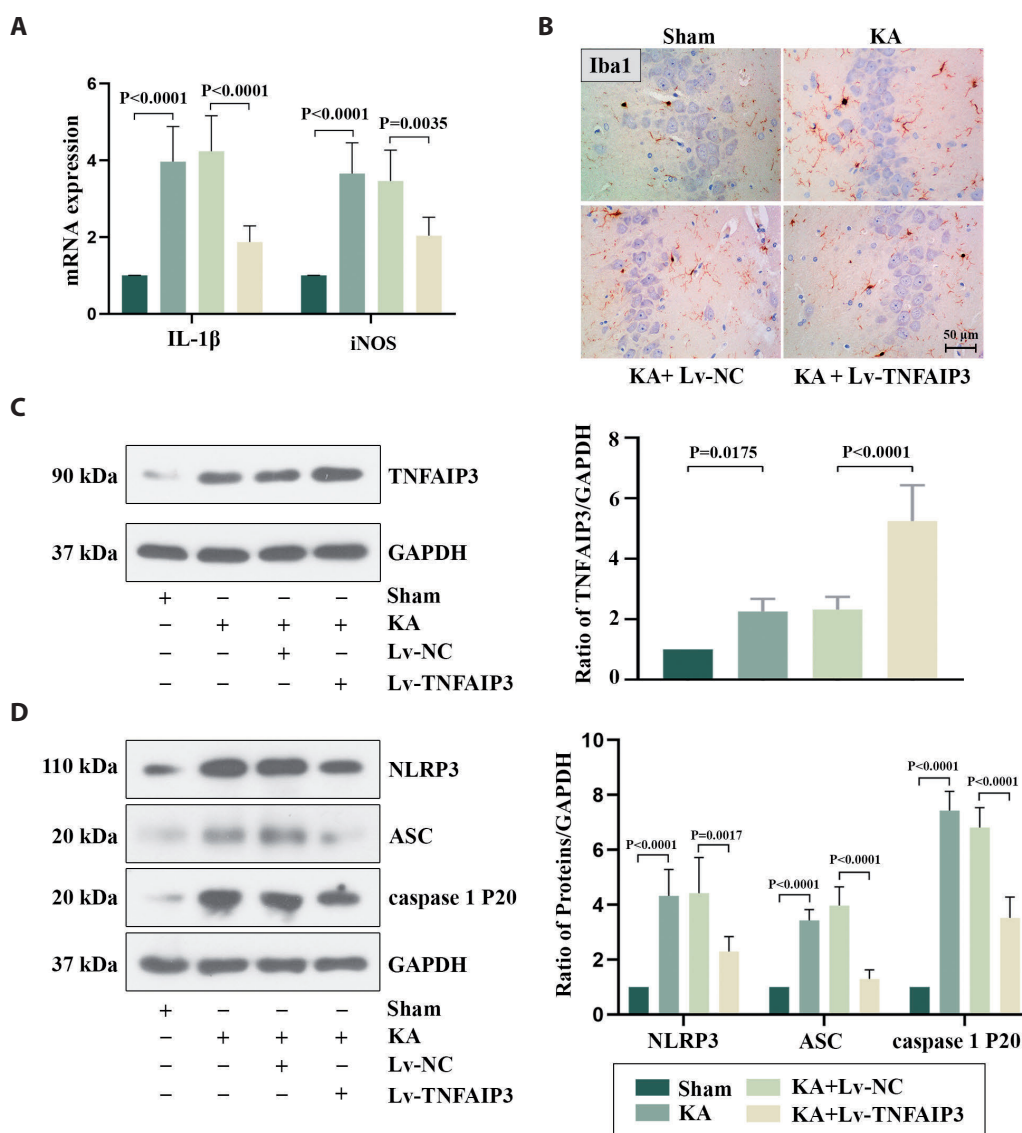 A
mRNA expression
6
4
2
0
P<0.0001
P<0.0001
P<0.0001
P=0.0035
IL-1β
iNOS
B
Sham
KA
Iba1
50 µm
KA+ Lv-NC
KA + Lv-TNFAIP3
C
90 kDa
TNFAIP3
37 kDa
GAPDH
+ − − − Sham
− + + + KA
− − + − Lv-NC
− − − + Lv-TNFAIP3
Ratio of TNFAIP3/GAPDH
8
6
4
2
0
P=0.0175
P<0.0001
D
110 kDa
NLRP3
20 kDa
ASC
20 kDa
caspase 1 P20
37 kDa
GAPDH
+ − − − Sham
− + + + KA
− − + − Lv-NC
− − − + Lv-TNFAIP3
Ratio of Proteins/GAPDH
10
8
6
4
2
0
P<0.0001
P=0.0017
P<0.0001
P<0.0001
P<0.0001
P<0.0001
NLRP3
ASC
caspase 1 P20
Sham
KA+Lv-NC
KA
KA+Lv-TNFAIP3